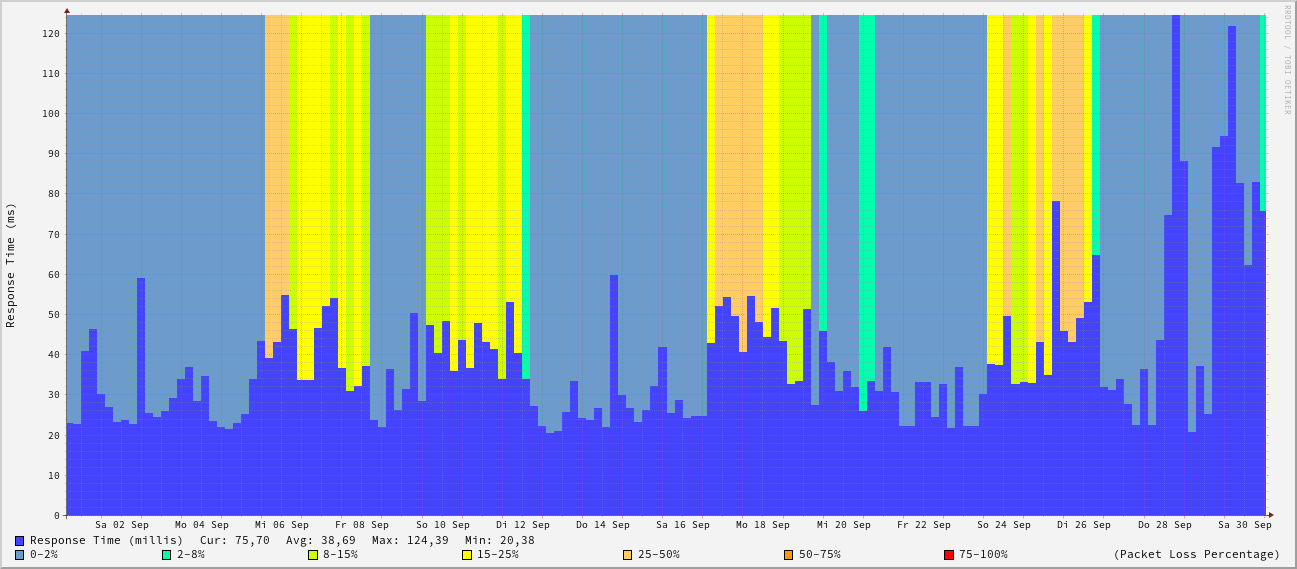 RRDTOOL / TOBI OETIKER
Response Time (ms)
120
110
100
90
80
70
60
50
40
30
20
10
0
Sa 02 Sep Mo 04 Sep Mi 06 Sep Fr 08 Sep So 10 Sep Di 12 Sep Do 14 Sep Sa 16 Sep Mo 18 Sep Mi 20 Sep Fr 22 Sep So 24 Sep Di 26 Sep Do 28 Sep Sa 30 Sep
Response Time (millis) Cur: 75,70 Avg: 38,69 Max: 124,39 Min: 20,38
0-2% 2-8% 8-15% 15-25% 25-50% 50-75% 75-100% (Packet Loss Percentage)